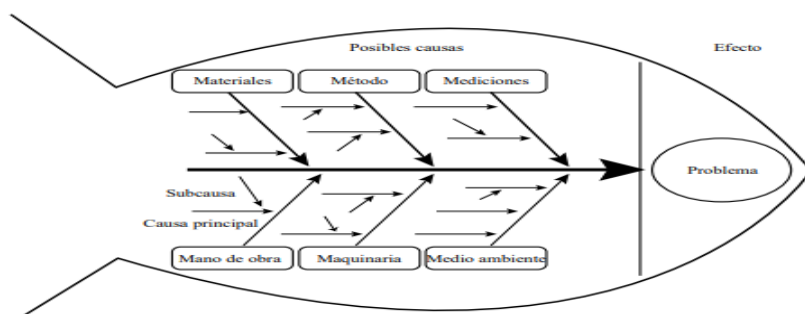 Posibles causas
Efecto
Materiales
Método
Mediciones
Problema
Subcausa
Causa principal
Mano de obra
Maquinaria
Medio ambiente